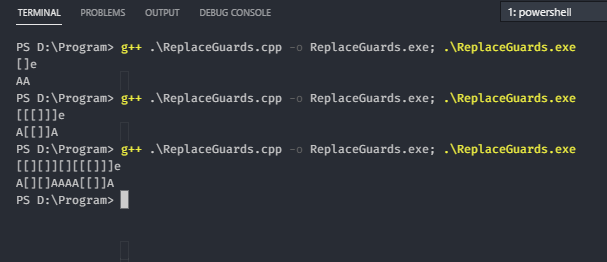 TERMINAL PROBLEMS OUTPUT DEBUG CONSOLE 1: powershell
PS D:\Program> g++ .\ReplaceGuards.cpp -o ReplaceGuards.exe; .\ReplaceGuards.exe
[]e
AA
PS D:\Program> g++ .\ReplaceGuards.cpp -o ReplaceGuards.exe; .\ReplaceGuards.exe
[[[]]]e
A[[]]A
PS D:\Program> g++ .\ReplaceGuards.cpp -o ReplaceGuards.exe; .\ReplaceGuards.exe
[[][]][][[[]]]e
A[][]AAAA[[]]A
PS D:\Program>